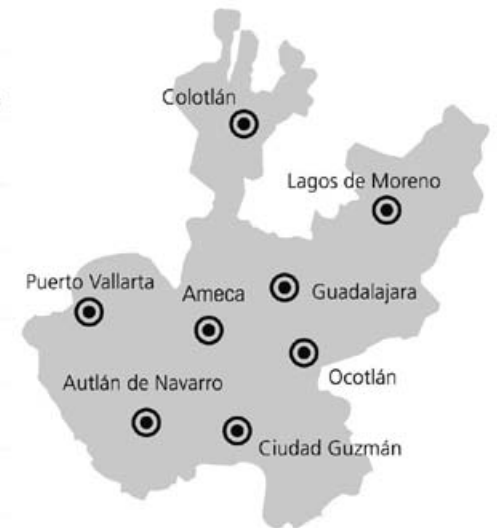 Colotlán
Lagos de Moreno
Puerto Vallarta
Ameca
Guadalajara
Ocotlán
Autlán de Navarro
Ciudad Guzmán